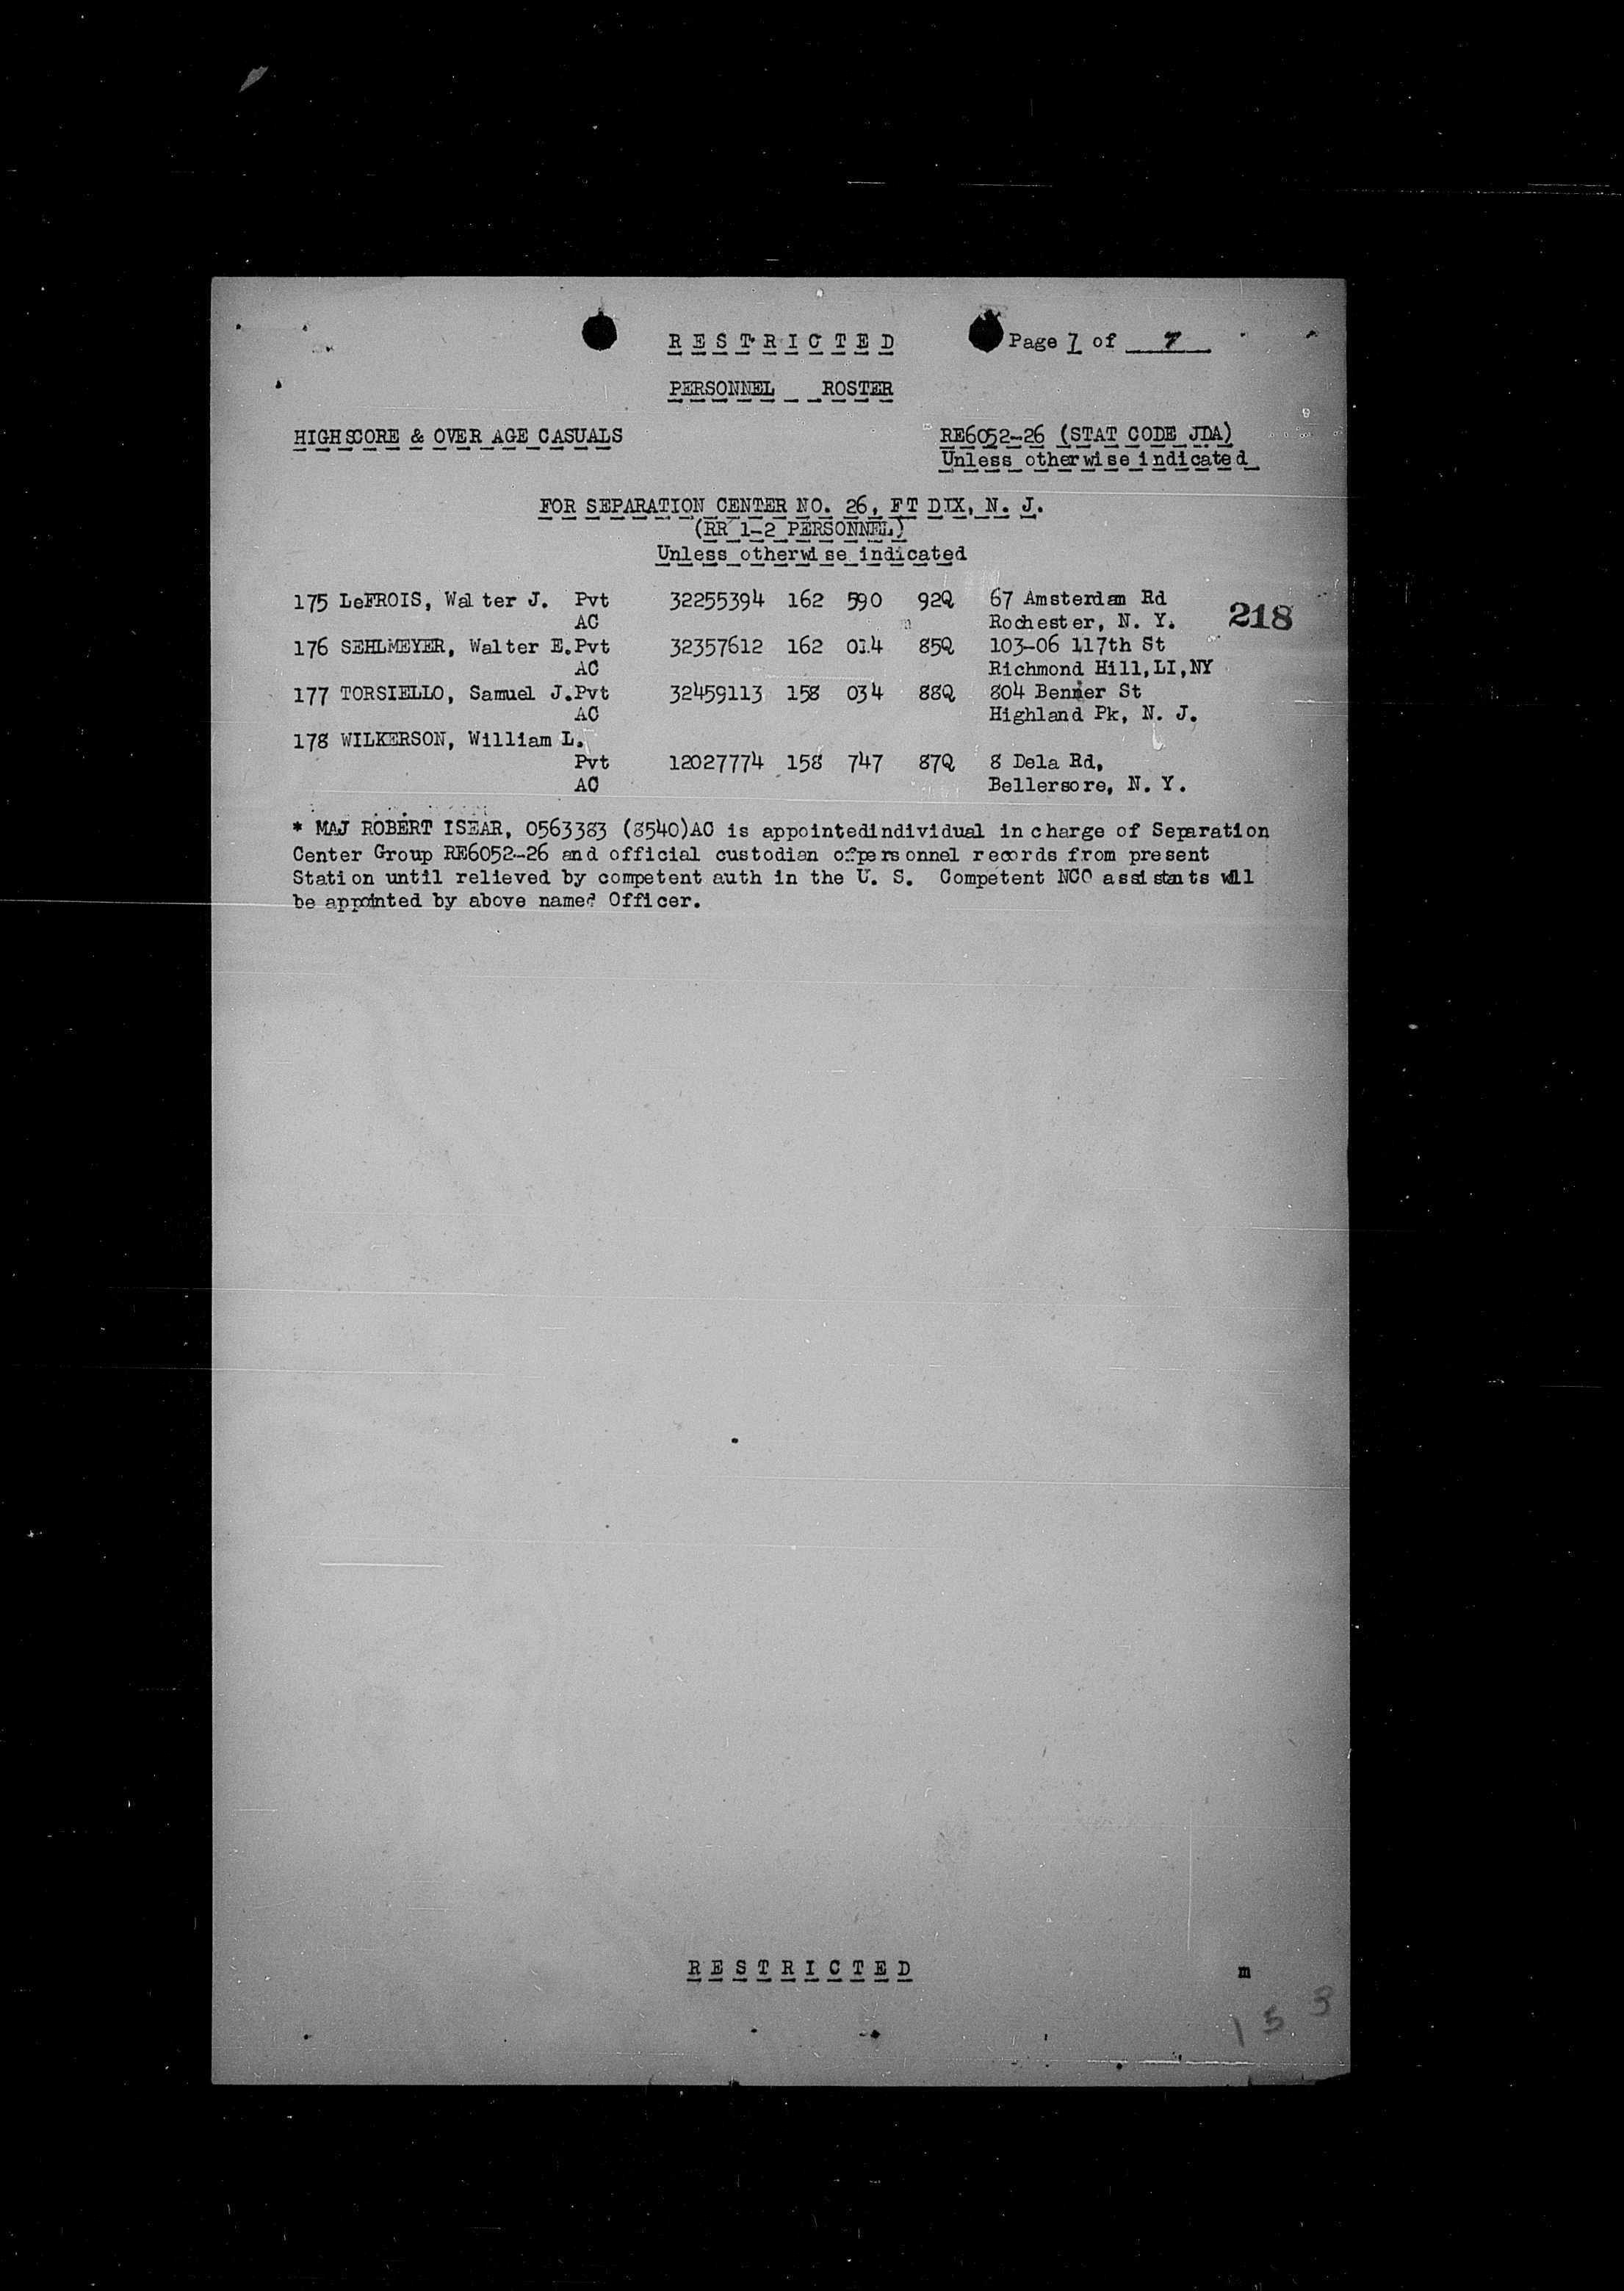 RESTRICTED
Page 7 of 7
PERSONNEL ROSTER
HIGHSCORE & OVER AGE CASUALS
RE6052-26 (STAT CODE JDA)
Unless otherwise indicated
FOR SEPARATION CENTER NO. 26, FT DIX, N. J.
(RR 1-2 PERSONNEL)
Unless otherwise indicated
175 LeFROIS, Walter J. Pvt 32255394 162 590 92Q 67 Amsterdam Rd
AC Rochester, N. Y.
218
176 SEHLMEYER, Walter E.Pvt 32357612 162 014 85Q 103-06 117th St
AC Richmond Hill,LI,NY
177 TORSIELLO, Samuel J.Pvt 32459113 158 034 88Q 804 Benner St
AC Highland Pk, N. J.
178 WILKERSON, William L.
Pvt 12027774 158 747 87Q 8 Dela Rd,
AC Bellersore, N. Y.
* MAJ ROBERT ISEAR, 0563383 (8540)AC is appointedindividual in charge of Separation
Center Group RE6052-26 and official custodian ofpersonnel records from present
Station until relieved by competent auth in the U. S. Competent NCO assistants will
be appointed by above named Officer.
RESTRICTED
m
153